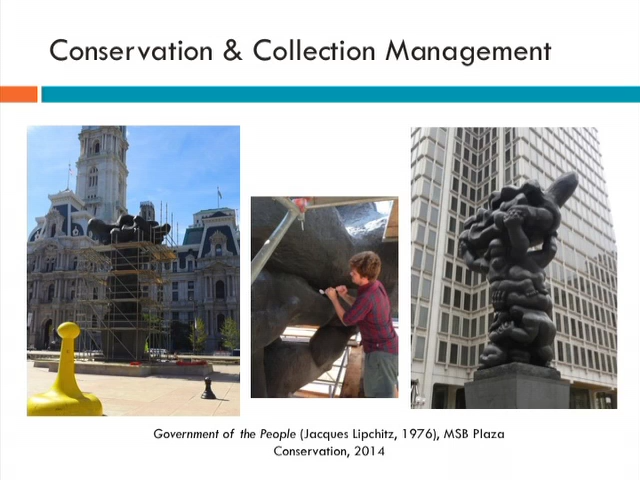 Conservation & Collection Management
Government of the People (Jacques Lipchitz, 1976), MSB Plaza
Conservation, 2014